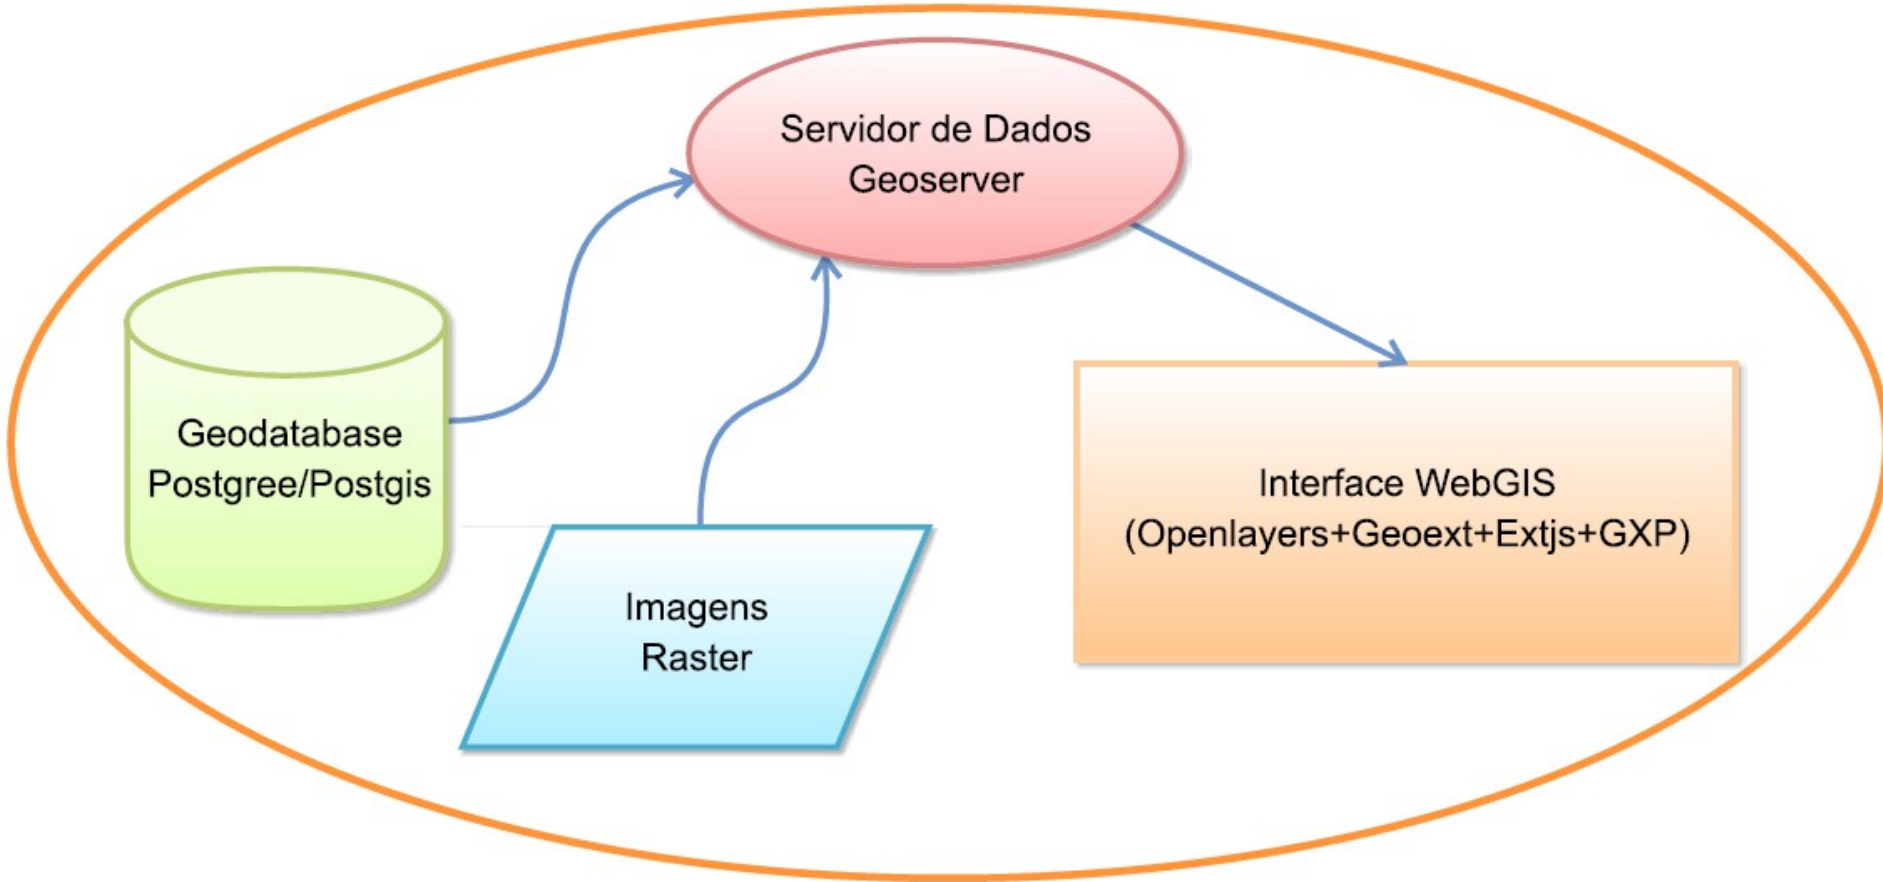 Servidor de Dados
Geoserver
Geodatabase
Postgree/Postgis
Imagens
Raster
Interface WebGIS
(Openlayers+Geoext+Extjs+GXP)